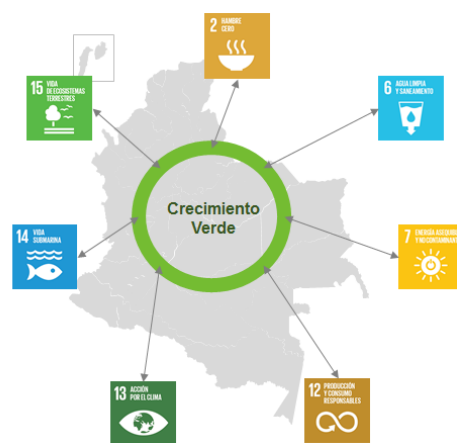 2 HAMBRE
CERO
15 VIDA
DE ECOSISTEMAS
TERRESTRES
6 AGUA LIMPIA
Y SANEAMIENTO
Crecimiento
Verde
14 VIDA
SUBMARINA
7 ENERGÍA ASEQUIBLE
Y NO CONTAMINANTE
13 ACCIÓN
POR EL CLIMA
12 PRODUCCIÓN
Y CONSUMO
RESPONSABLES